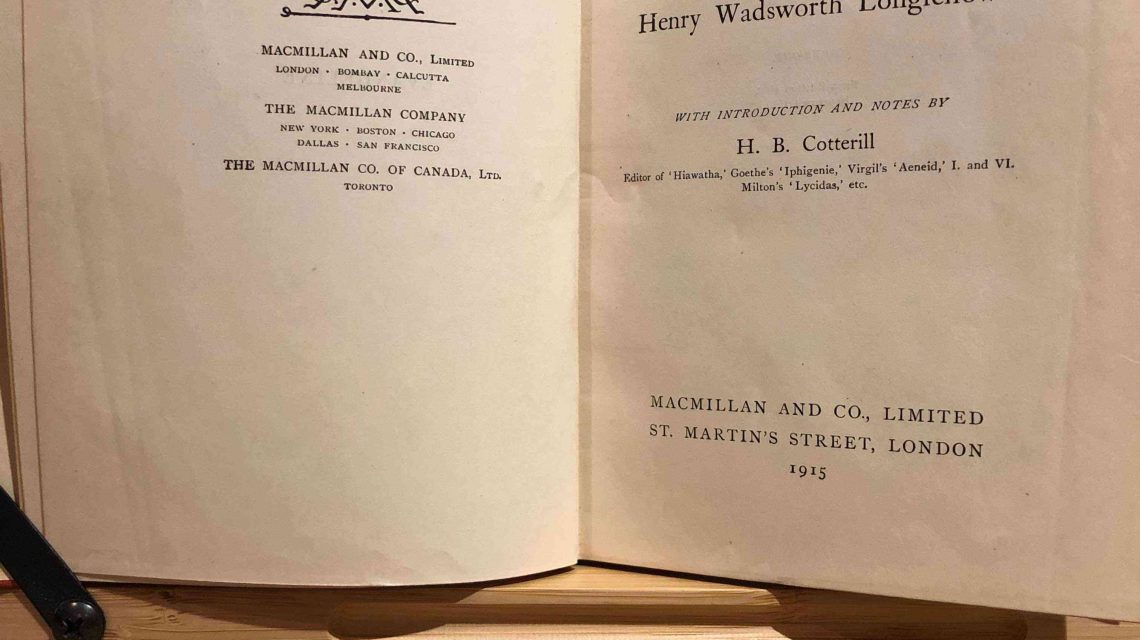 MACMILLAN AND CO., LIMITED
LONDON · BOMBAY · CALCUTTA
MELBOURNE
THE MACMILLAN COMPANY
NEW YORK · BOSTON · CHICAGO
DALLAS · SAN FRANCISCO
THE MACMILLAN CO. OF CANADA, LTD.
TORONTO
Henry Wadsworth Longfellow
WITH INTRODUCTION AND NOTES BY
H. B. Cotterill
Editor of 'Hiawatha,' Goethe's 'Iphigenie,' Virgil's 'Aeneid,' I. and VI.
Milton's 'Lycidas,' etc.
MACMILLAN AND CO., LIMITED
ST. MARTIN'S STREET, LONDON
1915